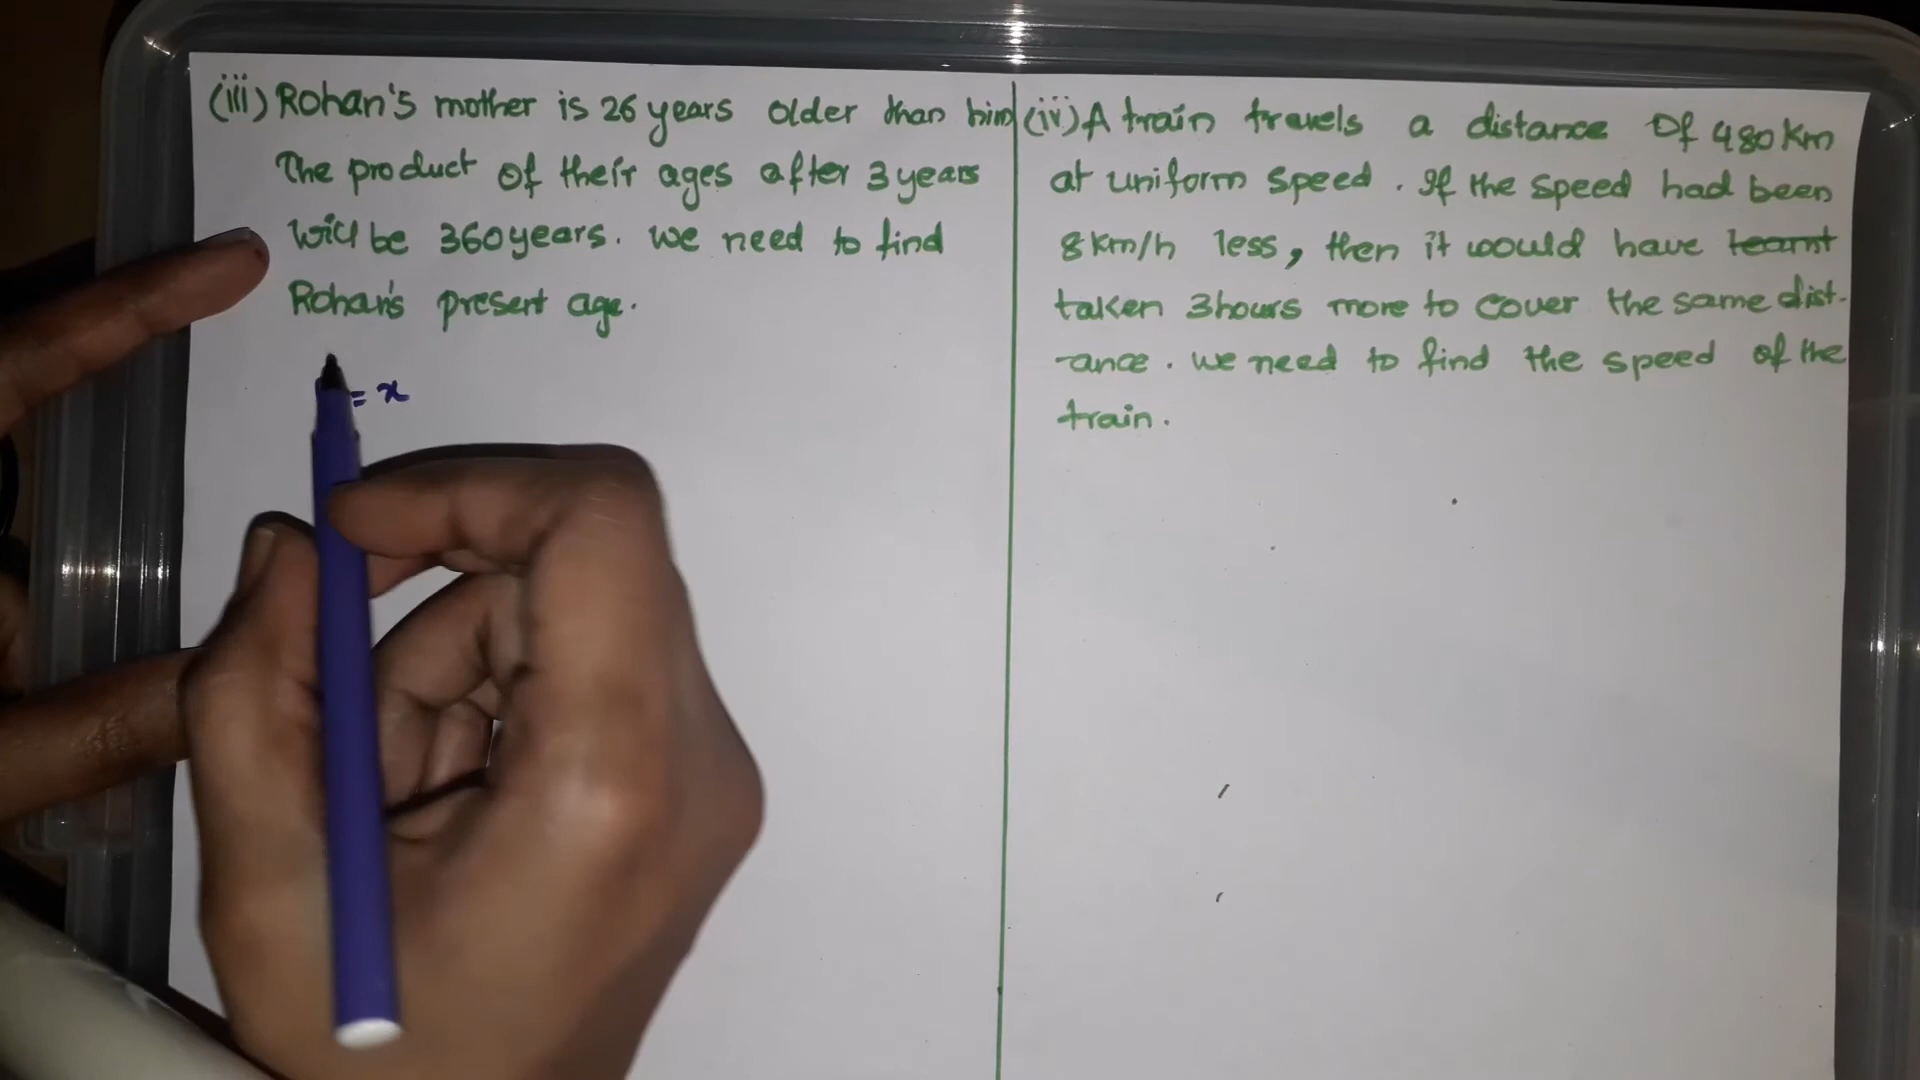 (iii) Rohan's mother is 26 years older than him
The product of their ages after 3 years
will be 360 years. we need to find
Rohan's present age.
= x
(iv) A train travels a distance of 480 km
at uniform speed. If the speed had been
8 km/h less, then it would have
taken 3 hours more to cover the same dist-
-ance. we need to find the speed of the
train.